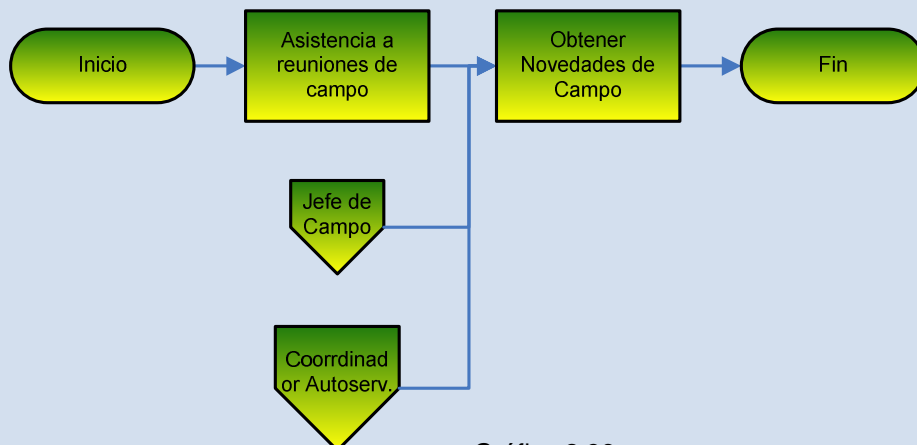 Inicio
Asistencia a
reuniones de
campo
Obtener
Novedades de
Campo
Fin
Jefe de
Campo
Coorrdinad
or Autoserv.